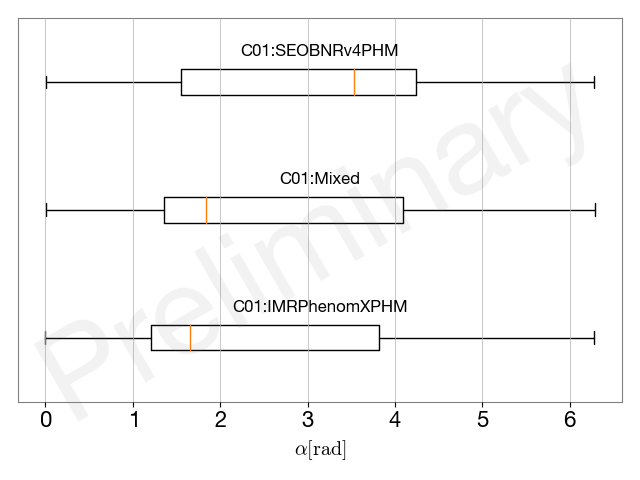 C01:SEOBNRv4PHM
C01:Mixed
C01:IMRPhenomXPHM
Preliminary
0 1 2 3 4 5 6
α[rad]